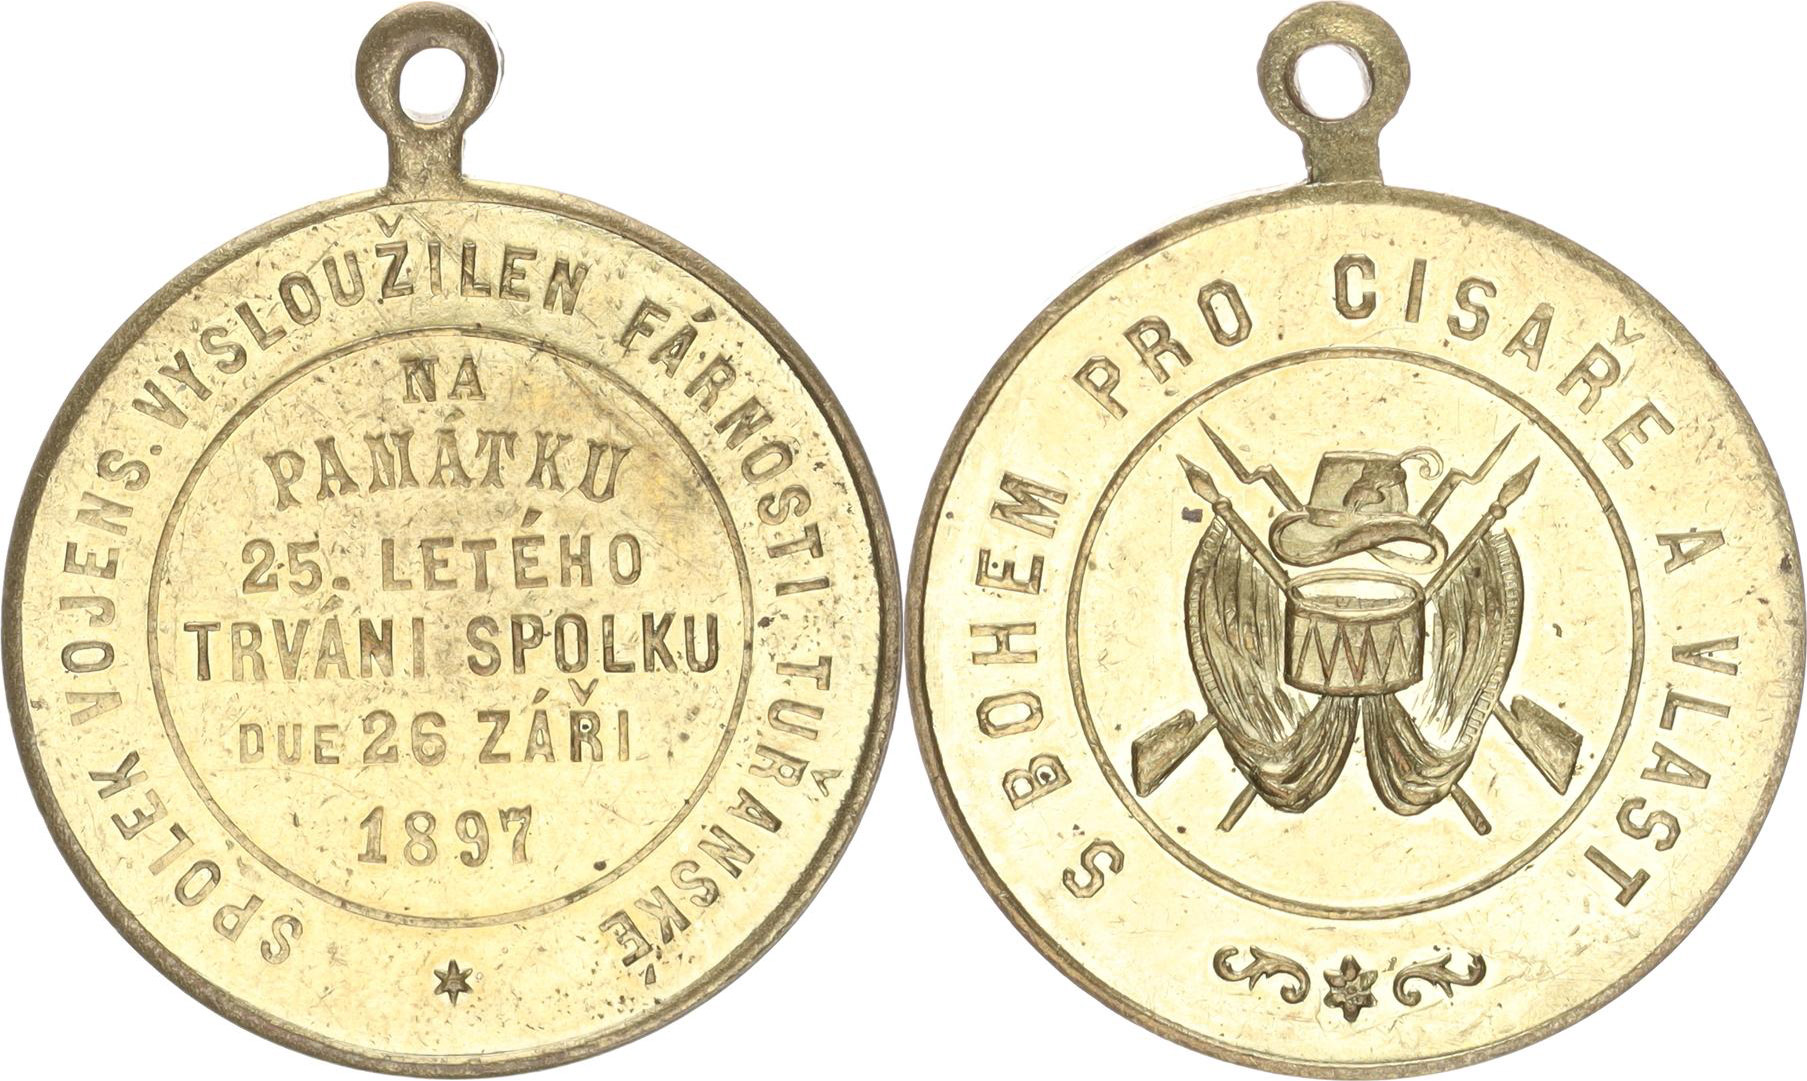 SPOLEK VOJENS. VYSLOUŽILEN FÁRNOSTI TUŘANSKÉ
NA
PAMÁTKU
25. LETÉHO
TRVÁNI SPOLKU
DUE 26 ZÁŘI
1897
S BOHEM PRO CISAŘE A VLAST